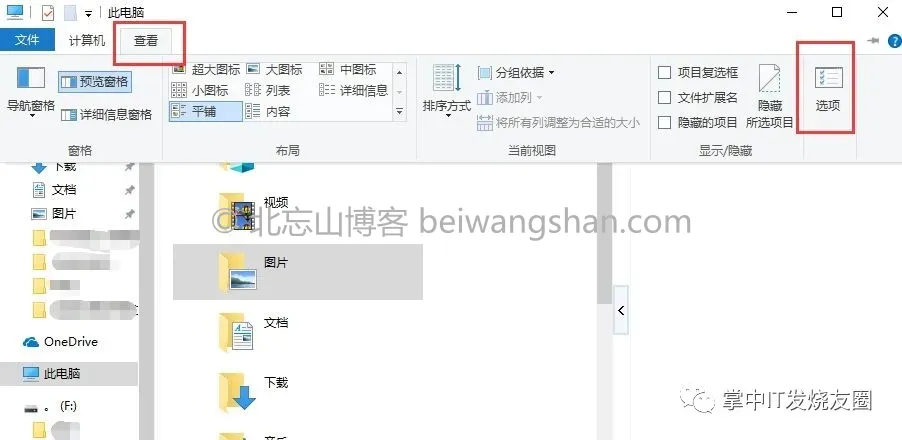 此电脑
文件 计算机 查看
导航窗格 预览窗格 详细信息窗格 窗格
超大图标 大图标 中图标
小图标 列表 详细信息
平铺 内容
布局
排序方式 分组依据
添加列
将所有列调整为合适的大小
当前视图
项目复选框
文件扩展名
隐藏的项目
隐藏
所选项目
显示/隐藏
选项
下载
文档
图片
OneDrive
此电脑
。 (F:)
视频
图片
文档
下载
© 北忘山博客 beiwangshan.com
掌中IT发烧友圈